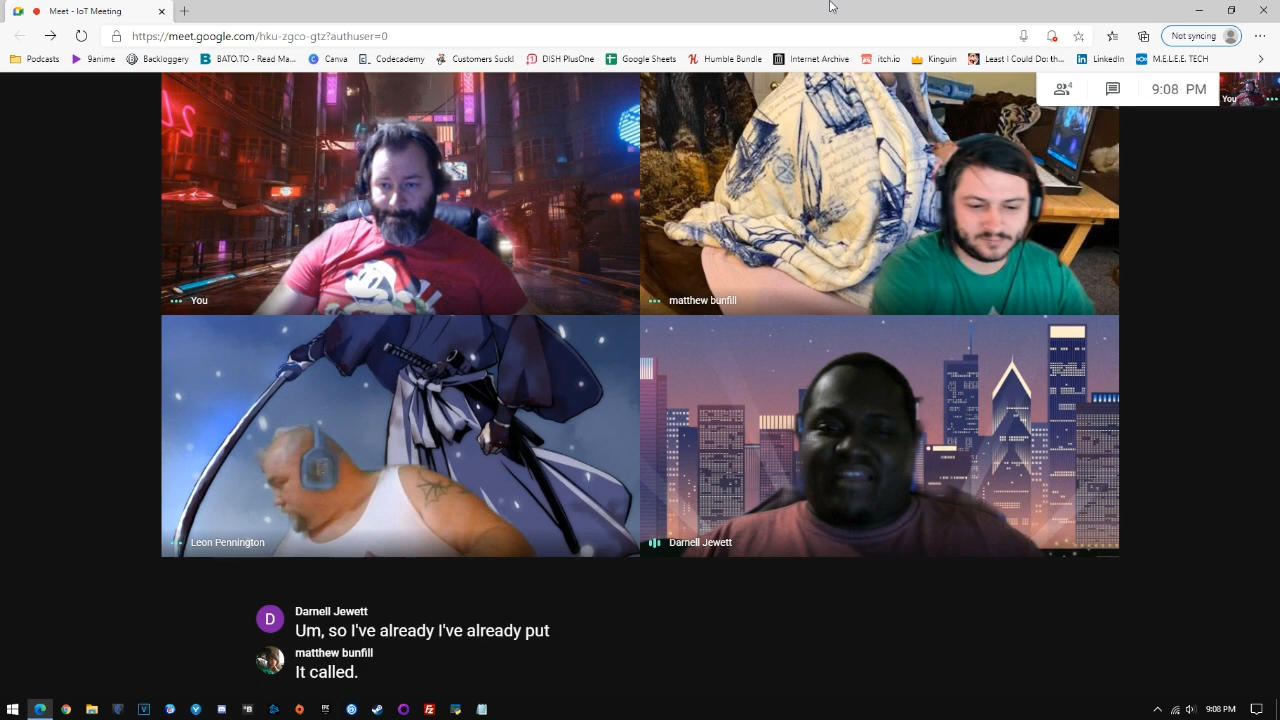 Meet - IoT Meeting
https://meet.google.com/hku-zgco-gtz?authuser=0
Not syncing
Podcasts
9anime
Backloggery
BATO.TO - Read Ma...
Codecademy
Customers Suck!
DISH PlusOne
Google Sheets
Humble Bundle
Internet Archive
itch.io
Kinguin
Least I Could Do: th...
LinkedIn
M.E.L.E.E. TECH
4
9:08 PM
You
You
matthew bunfill
Leon Pennington
Darnell Jewett
D
Darnell Jewett
Um, so I've already I've already put
matthew bunfill
It called.
9:08 PM